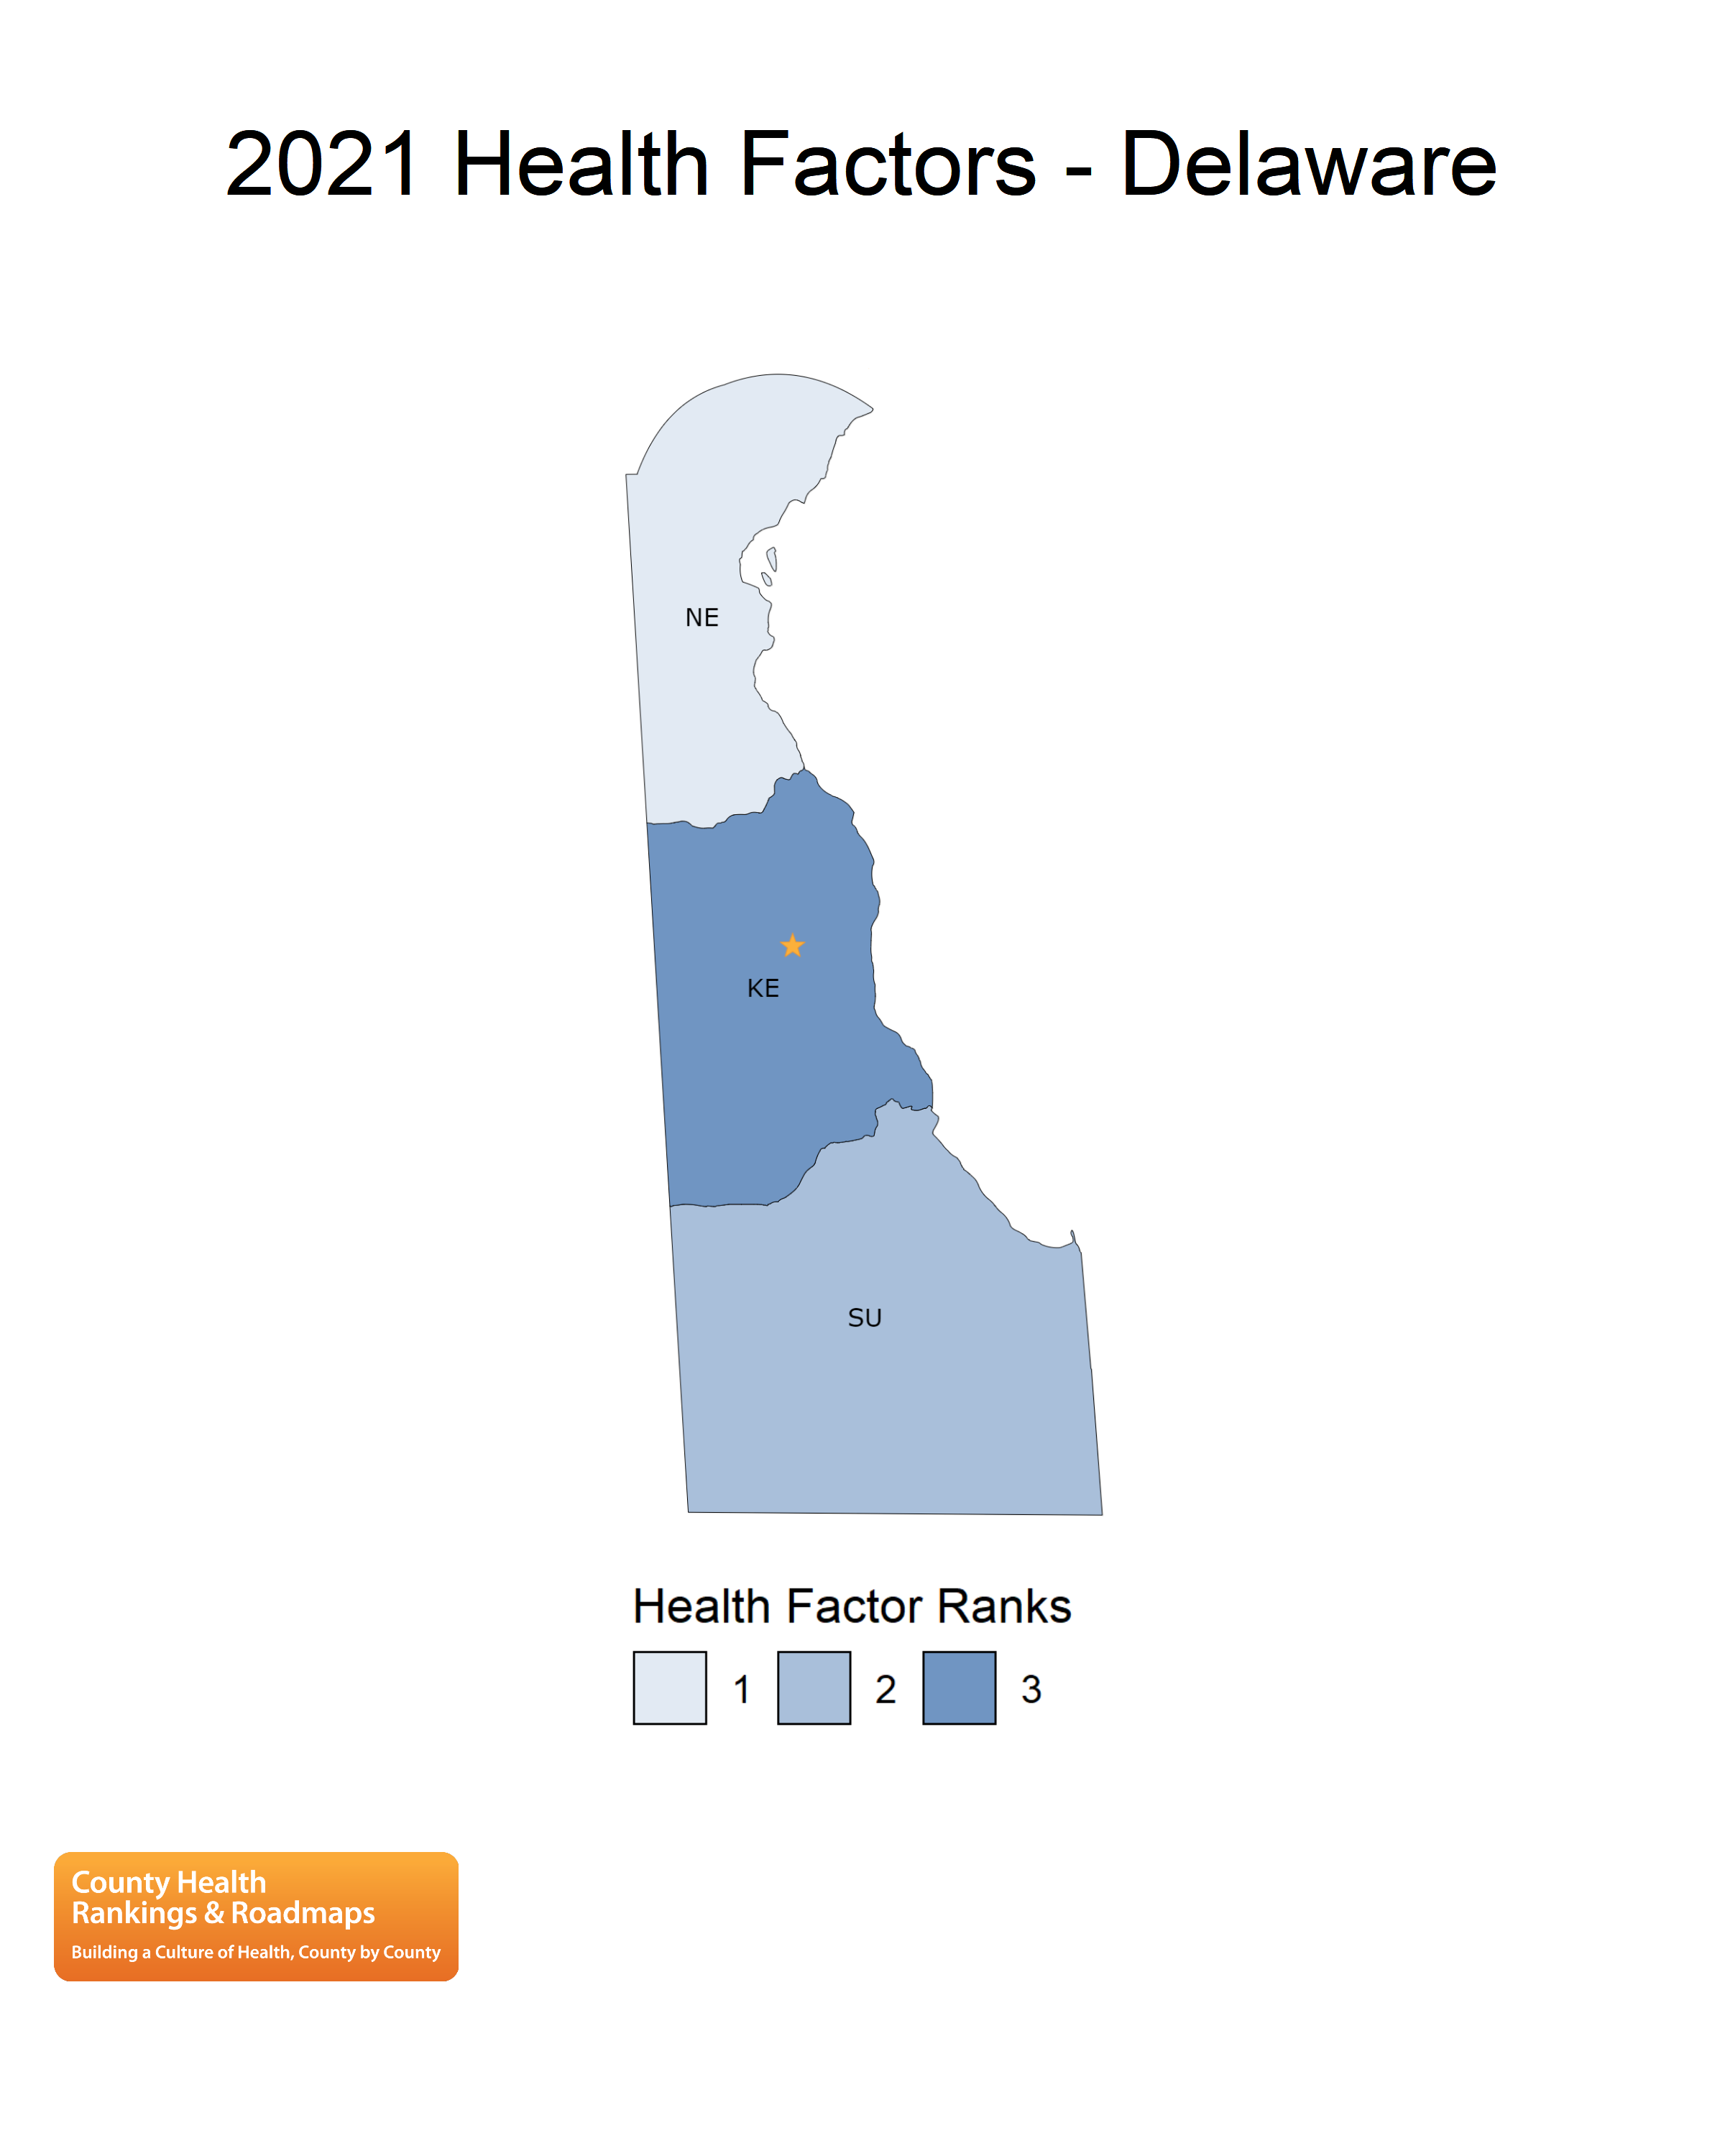 2021 Health Factors - Delaware
NE
KE
SU
Health Factor Ranks
1 2 3
County Health
Rankings & Roadmaps
Building a Culture of Health, County by County